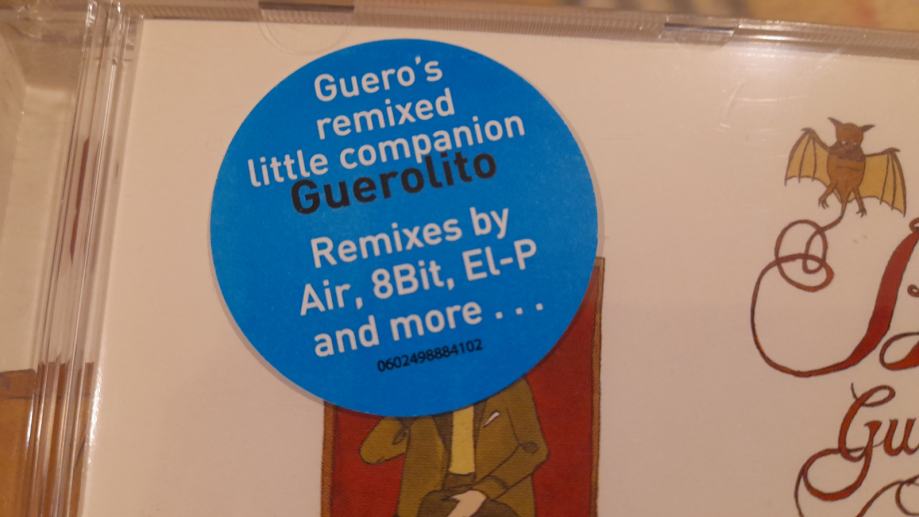 Guero's
remixed
little companion
Guerolito
Remixes by
Air, 8Bit, El-P
and more . . .
0602498884102